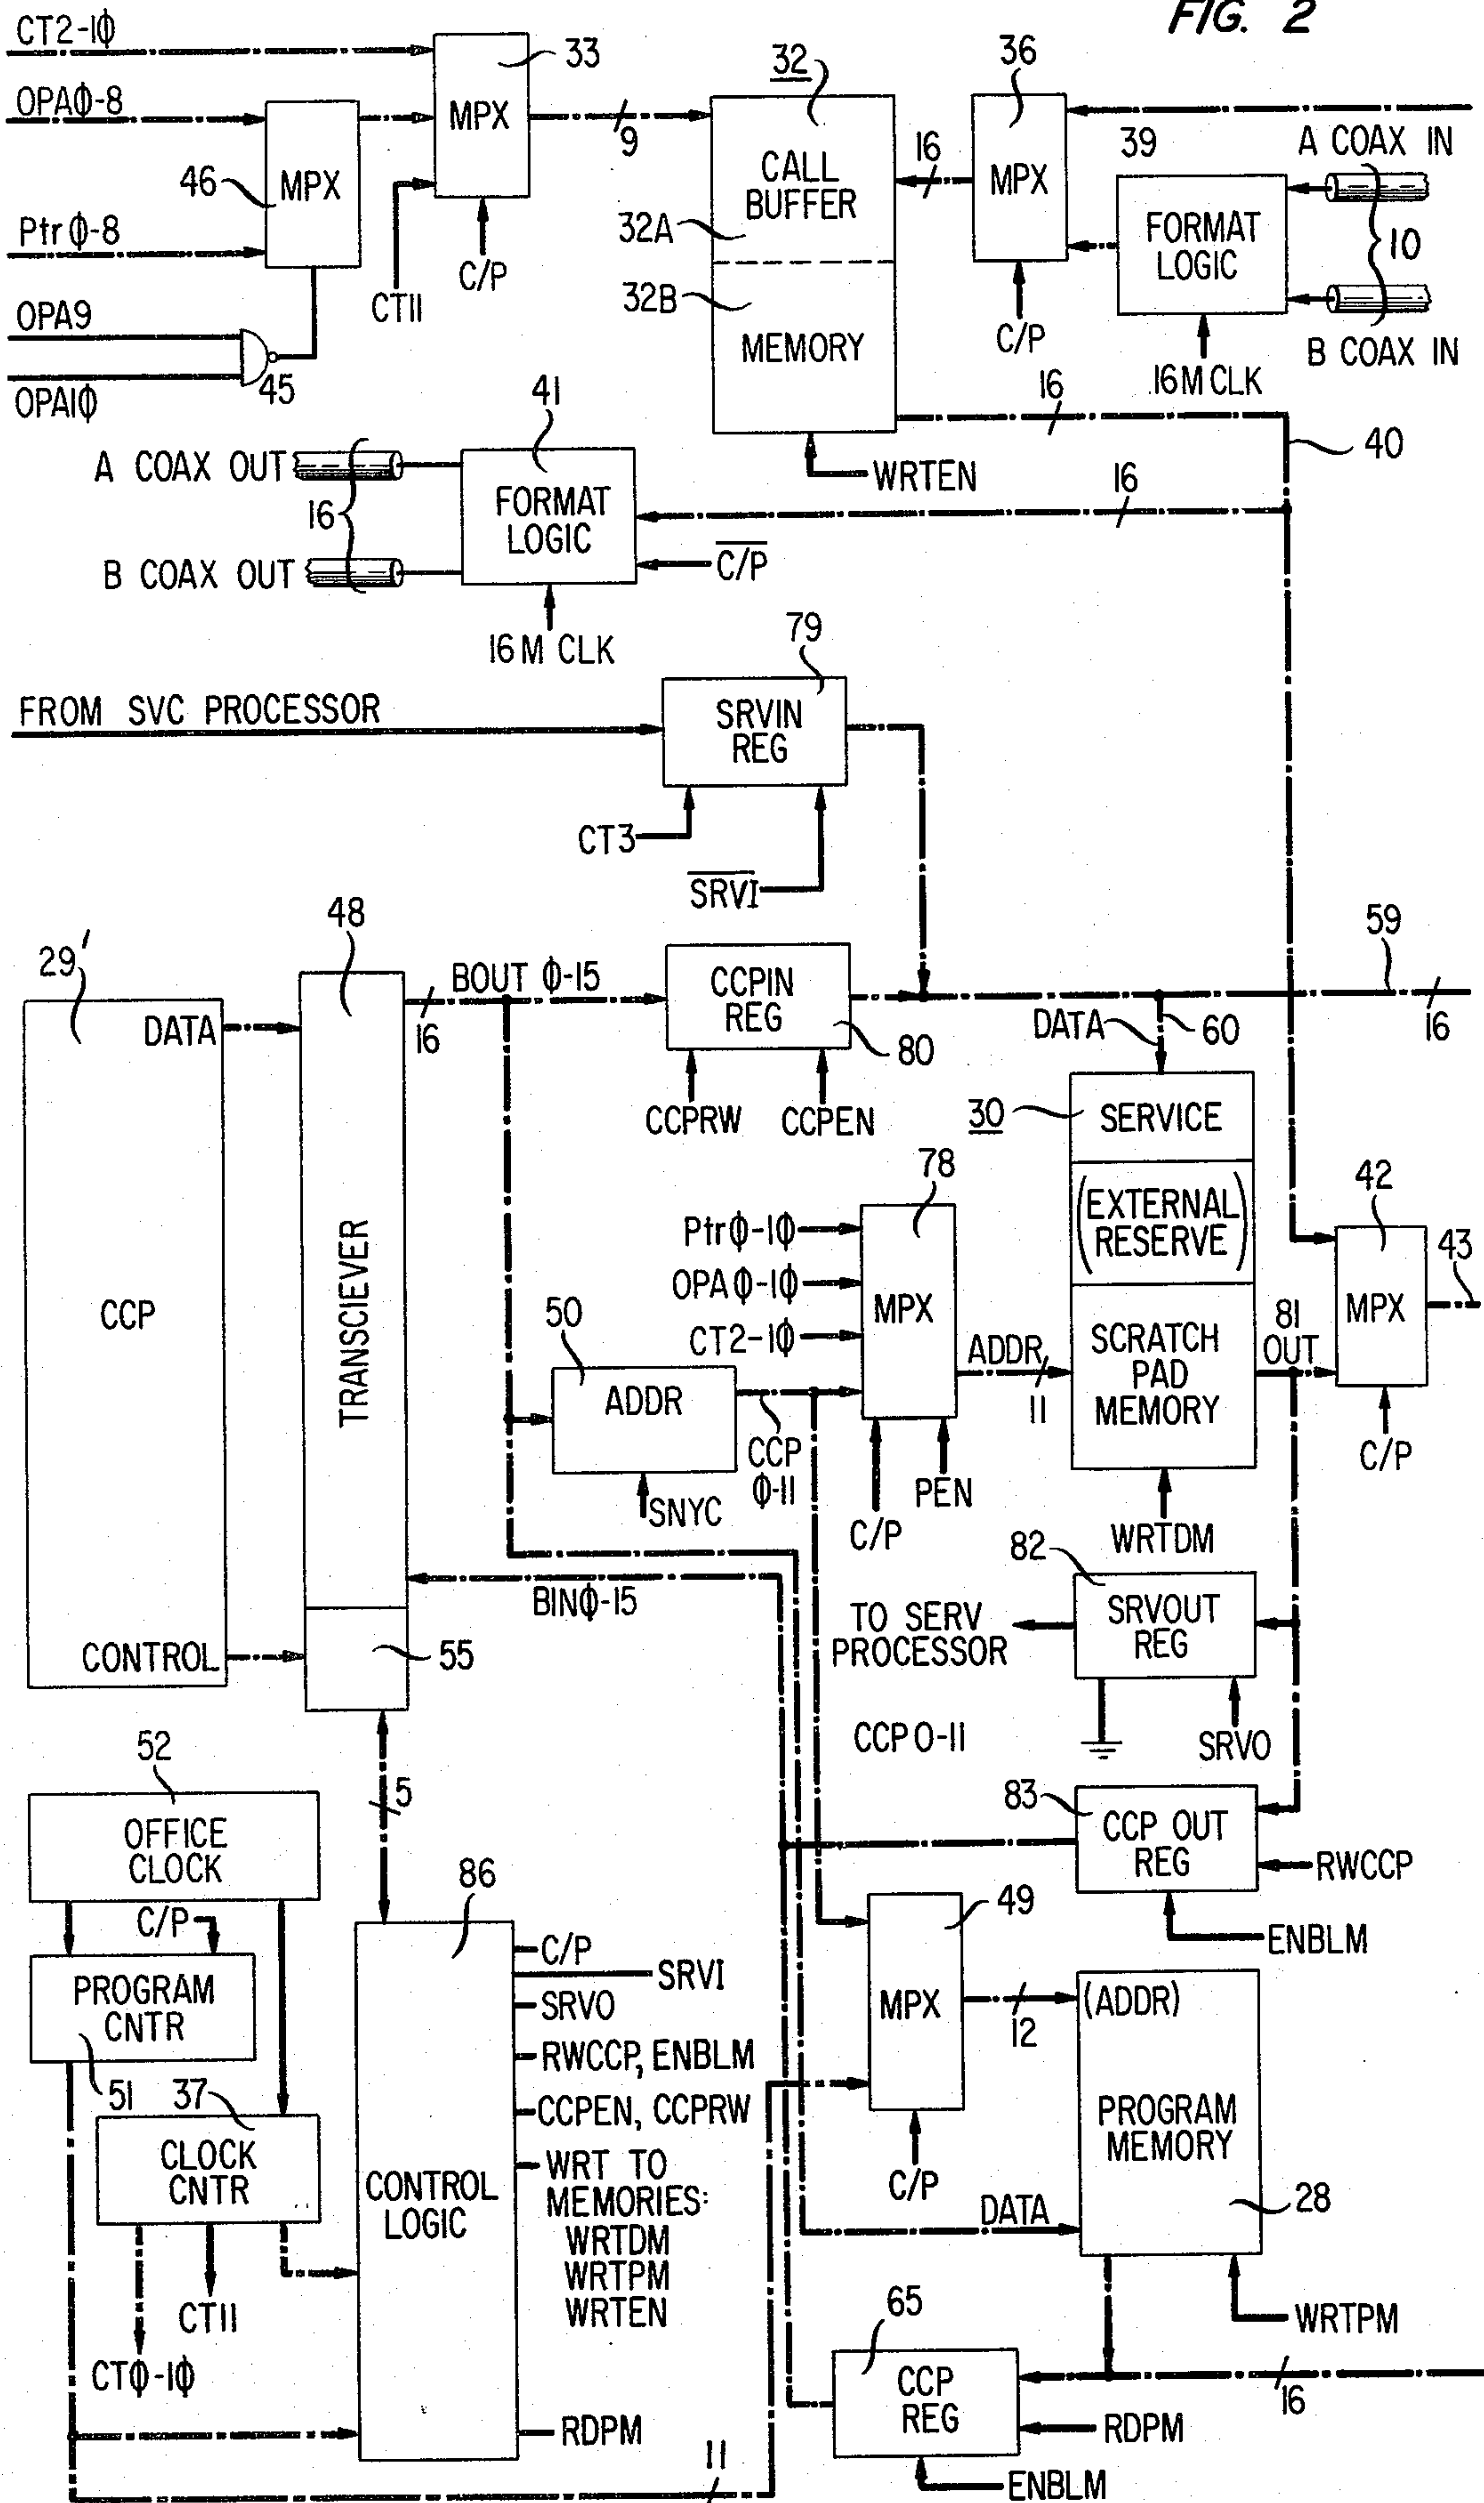 FIG. 2
CT2-1Φ
33
32
36
OPAΦ-8
MPX
9
CALL
BUFFER
16
MPX
39
A COAX IN
46
MPX
32A
FORMAT
LOGIC
10
PtrΦ-8
C/P
CT11
32B
MEMORY
C/P
16M CLK
B COAX IN
OPA9
45
OPA1Φ
41
16
40
A COAX OUT
WRTEN
16
16
FORMAT
LOGIC
B COAX OUT
C/P
16M CLK
79
FROM SVC PROCESSOR
SRVIN
REG
CT3
SRVI
29'
48
59
BOUT Φ-15
CCPIN
REG
DATA
16
80
DATA
60
16
CCPRW
CCPEN
30
SERVICE
78
(EXTERNAL
RESERVE)
42
43
PtrΦ-1Φ
OPAΦ-1Φ
CT2-1Φ
MPX
CCP
TRANSCIEVER
50
ADDR
ADDR
11
SCRATCH
PAD
MEMORY
81
OUT
MPX
CCP
Φ-11
PEN
C/P
C/P
SNYC
WRTDM
82
BINΦ-15
TO SERV
PROCESSOR
SRVOUT
REG
CONTROL
55
CCP0-11
SRVO
52
5
83
OFFICE
CLOCK
CCP OUT
REG
RWCCP
86
C/P
49
ENBLM
C/P
SRVI
PROGRAM
CNTR
SRVO
MPX
12
(ADDR)
RWCCP, ENBLM
51
37
CCPEN, CCPRW
PROGRAM
MEMORY
CLOCK
CNTR
CONTROL
LOGIC
WRT TO
MEMORIES:
WRTDM
WRTPM
WRTEN
C/P
DATA
28
CT11
65
WRTPM
CTΦ-1Φ
CCP
REG
16
RDPM
RDPM
11
ENBLM